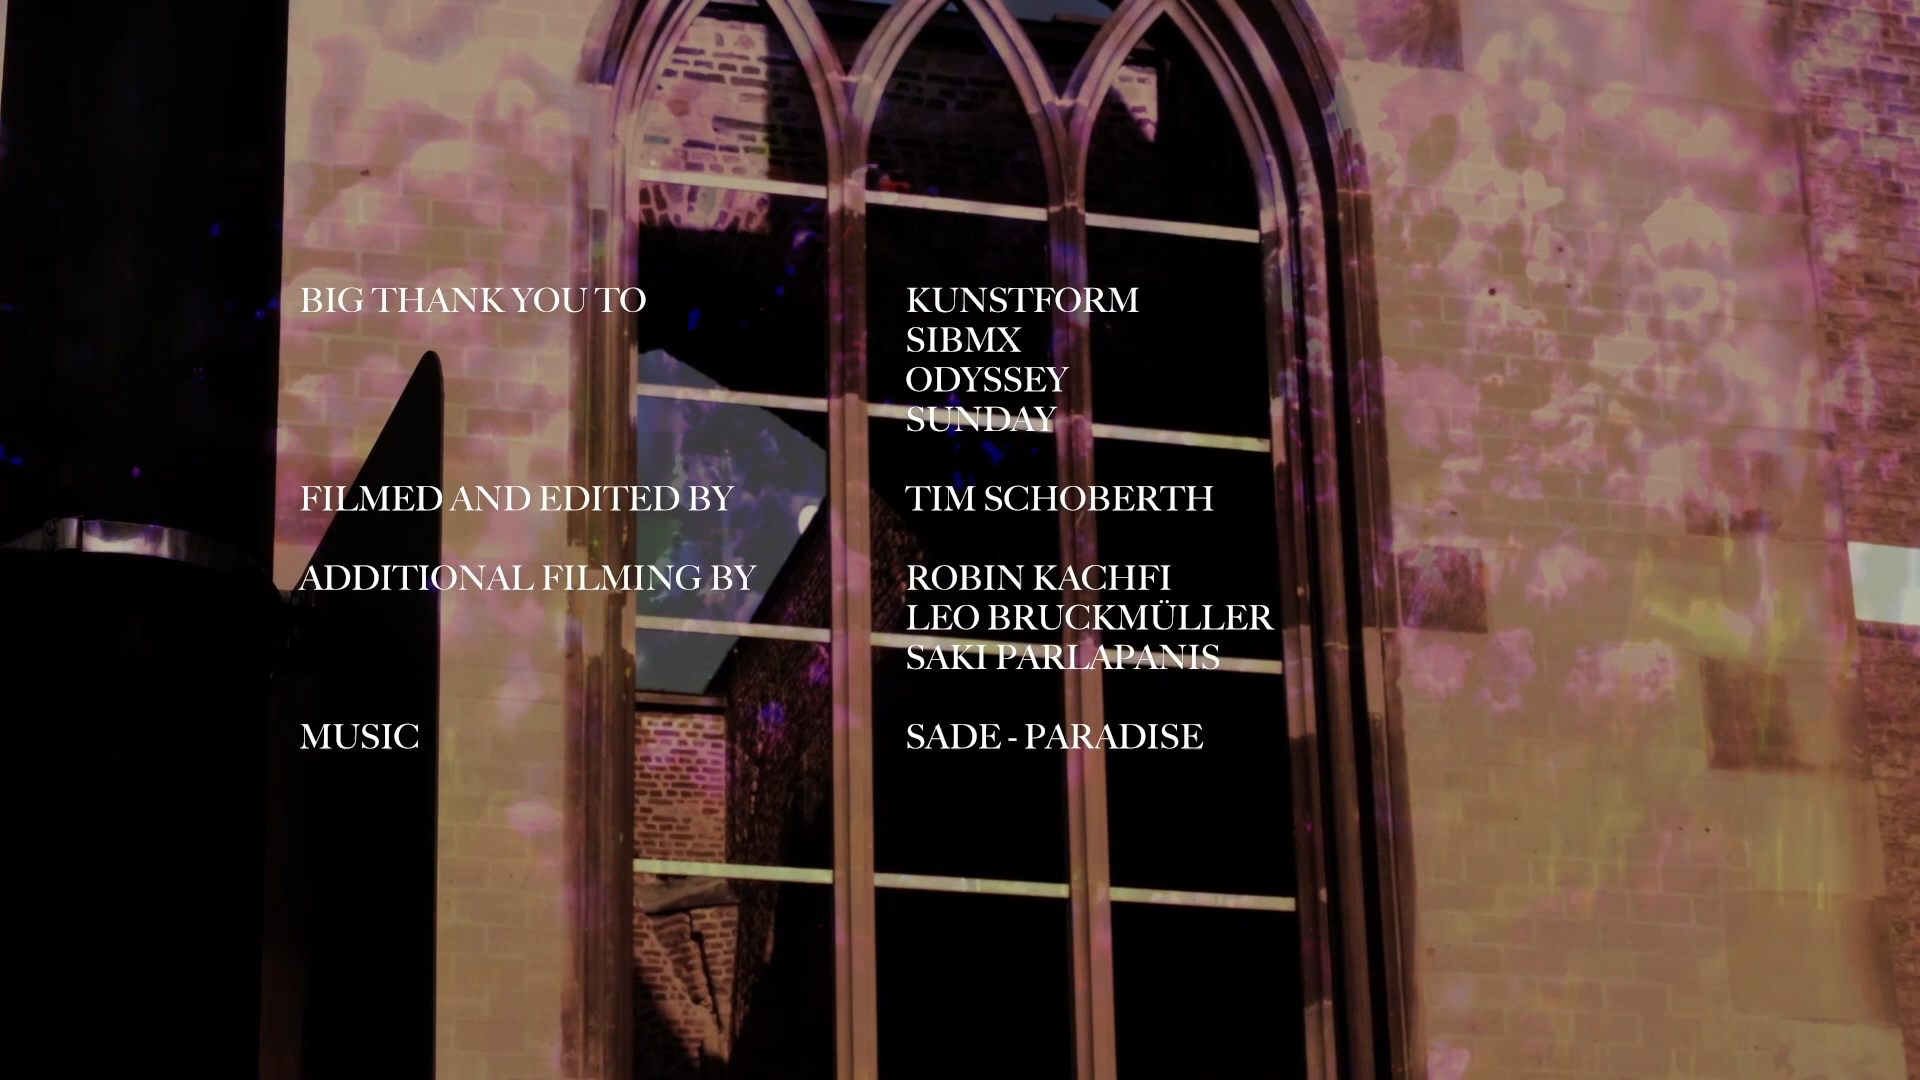 BIG THANK YOU TO KUNSTFORM
SIBMX
ODYSSEY
SUNDAY
FILMED AND EDITED BY TIM SCHOBERTH
ADDITIONAL FILMING BY ROBIN KACHFI
LEO BRUCKMÜLLER
SAKI PARLAPANIS
MUSIC SADE - PARADISE